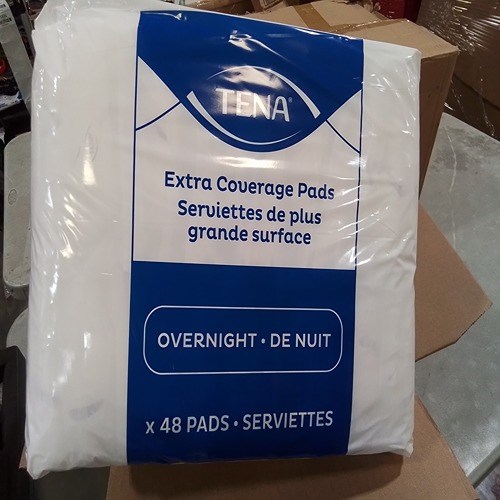 TENA®
Extra Coverage Pads
Serviettes de plus
grande surface
OVERNIGHT • DE NUIT
x 48 PADS • SERVIETTES